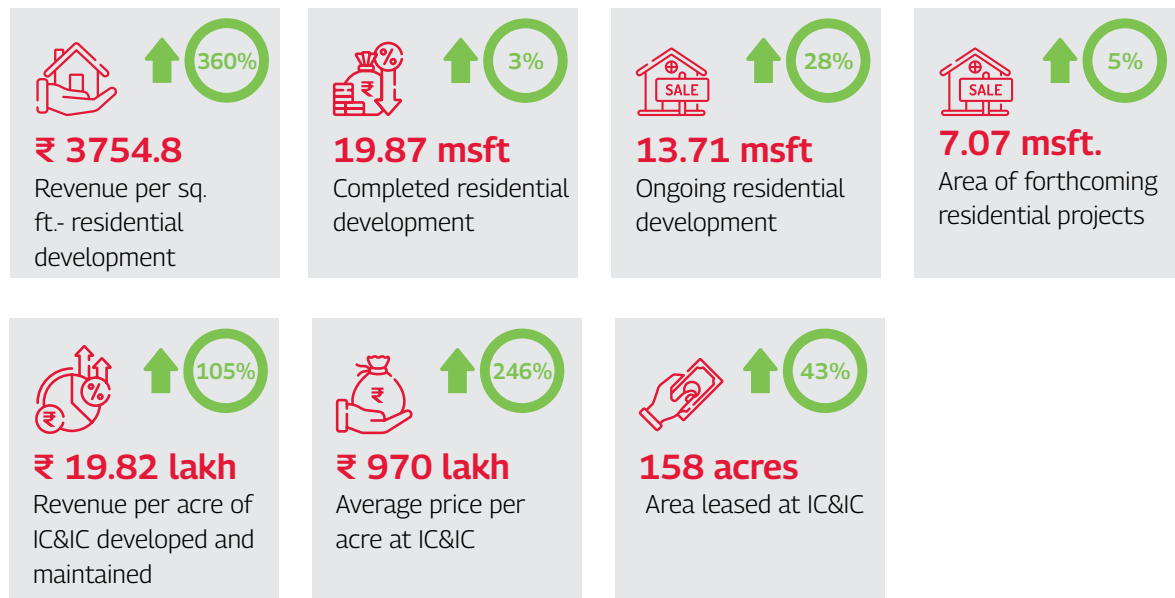 360%
₹ 3754.8
Revenue per sq.
ft.- residential
development
%
₹
3%
19.87 msft
Completed residential
development
SALE
28%
13.71 msft
Ongoing residential
development
SALE
5%
7.07 msft.
Area of forthcoming
residential projects
%
₹
105%
₹ 19.82 lakh
Revenue per acre of
IC&IC developed and
maintained
₹
246%
₹ 970 lakh
Average price per
acre at IC&IC
43%
158 acres
Area leased at IC&IC